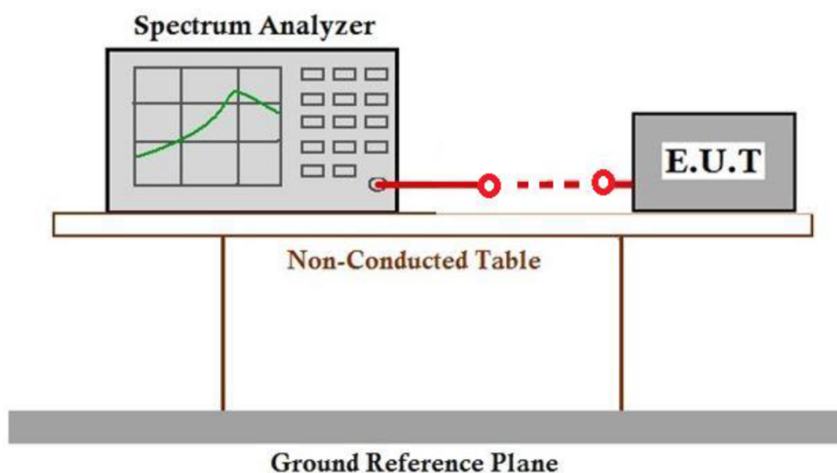 Spectrum Analyzer
E.U.T
Non-Conducted Table
Ground Reference Plane